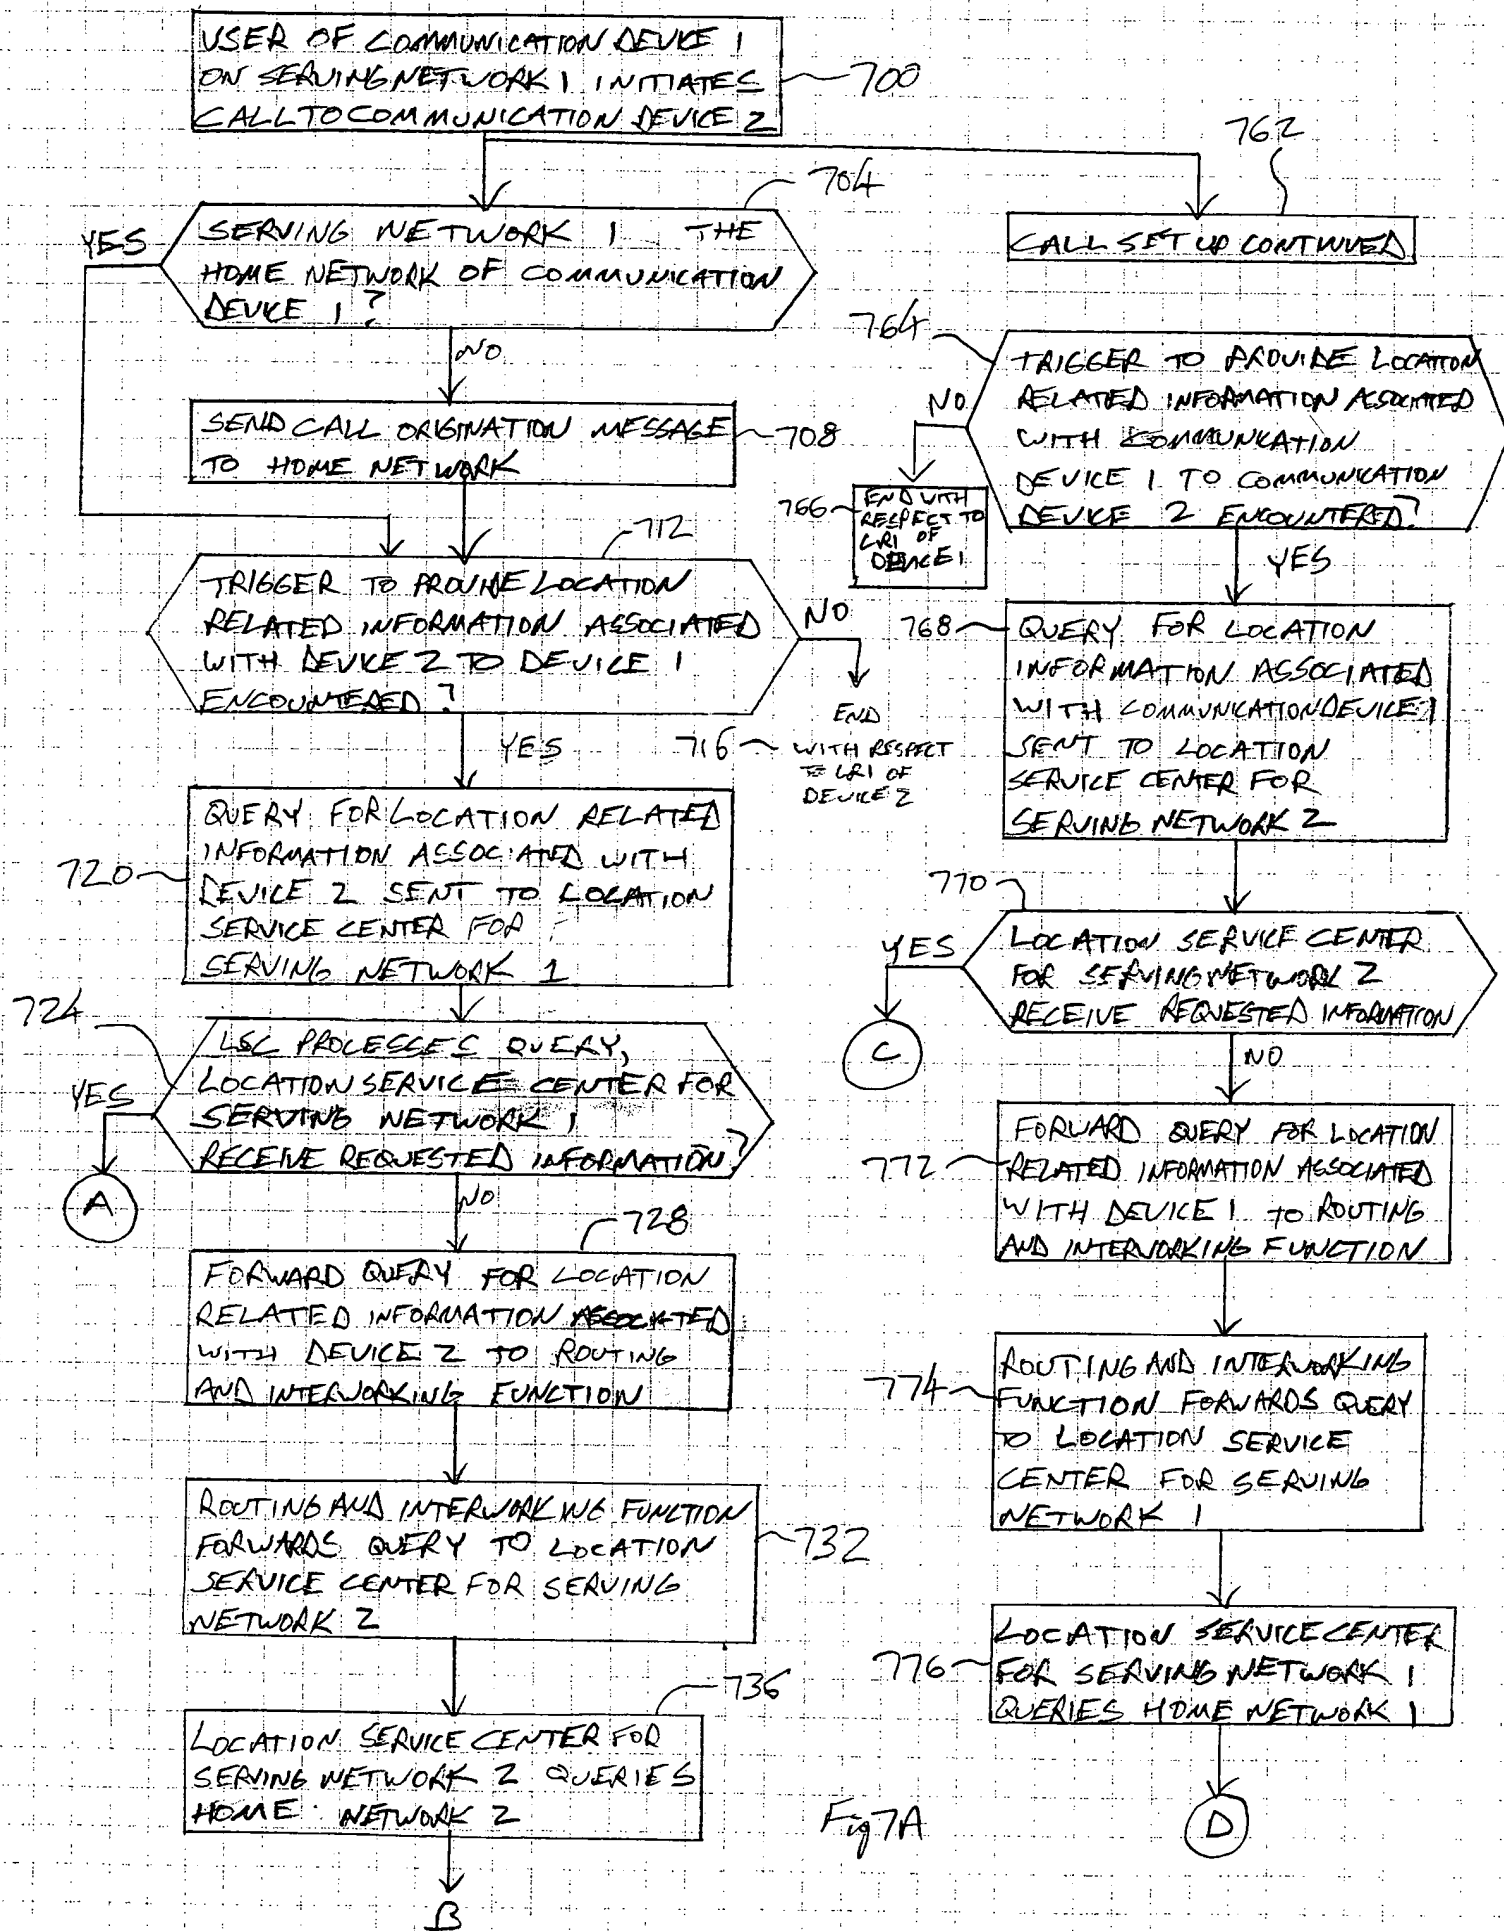 USER OF COMMUNICATION DEVICE 1
ON SERVING NETWORK 1 INITIATES
CALL TO COMMUNICATION DEVICE 2
700
704
SERVING NETWORK 1 THE
HOME NETWORK OF COMMUNICATION
DEVICE 1?
YES
NO
SEND CALL ORIGINATION MESSAGE
TO HOME NETWORK
708
712
TRIGGER TO PROVIDE LOCATION
RELATED INFORMATION ASSOCIATED
WITH DEVICE 2 TO DEVICE 1
ENCOUNTERED?
NO
716
END
WITH RESPECT
TO LRI OF
DEVICE 2
YES
720
QUERY FOR LOCATION RELATED
INFORMATION ASSOCIATED WITH
DEVICE 2 SENT TO LOCATION
SERVICE CENTER FOR
SERVING NETWORK 1
724
LSC PROCESSES QUERY,
LOCATION SERVICE CENTER FOR
SERVING NETWORK 1
RECEIVE REQUESTED INFORMATION?
YES
A
NO
728
FORWARD QUERY FOR LOCATION
RELATED INFORMATION ASSOCIATED
WITH DEVICE 2 TO ROUTING
AND INTERWORKING FUNCTION
ROUTING AND INTERWORKING FUNCTION
FORWARDS QUERY TO LOCATION
SERVICE CENTER FOR SERVING
NETWORK 2
732
736
LOCATION SERVICE CENTER FOR
SERVING NETWORK 2 QUERIES
HOME NETWORK 2
B
762
CALL SET UP CONTINUED
764
TRIGGER TO PROVIDE LOCATION
RELATED INFORMATION ASSOCIATED
WITH COMMUNICATION
DEVICE 1 TO COMMUNICATION
DEVICE 2 ENCOUNTERED?
NO
766
END WITH
RESPECT TO
LRI OF
DEVICE 1
YES
768
QUERY FOR LOCATION
INFORMATION ASSOCIATED
WITH COMMUNICATION DEVICE 1
SENT TO LOCATION
SERVICE CENTER FOR
SERVING NETWORK 2
770
LOCATION SERVICE CENTER
FOR SERVING NETWORK 2
RECEIVE REQUESTED INFORMATION
YES
C
NO
772
FORWARD QUERY FOR LOCATION
RELATED INFORMATION ASSOCIATED
WITH DEVICE 1 TO ROUTING
AND INTERWORKING FUNCTION
774
ROUTING AND INTERWORKING
FUNCTION FORWARDS QUERY
TO LOCATION SERVICE
CENTER FOR SERVING
NETWORK 1
776
LOCATION SERVICE CENTER
FOR SERVING NETWORK 1
QUERIES HOME NETWORK 1
D
Fig 7A